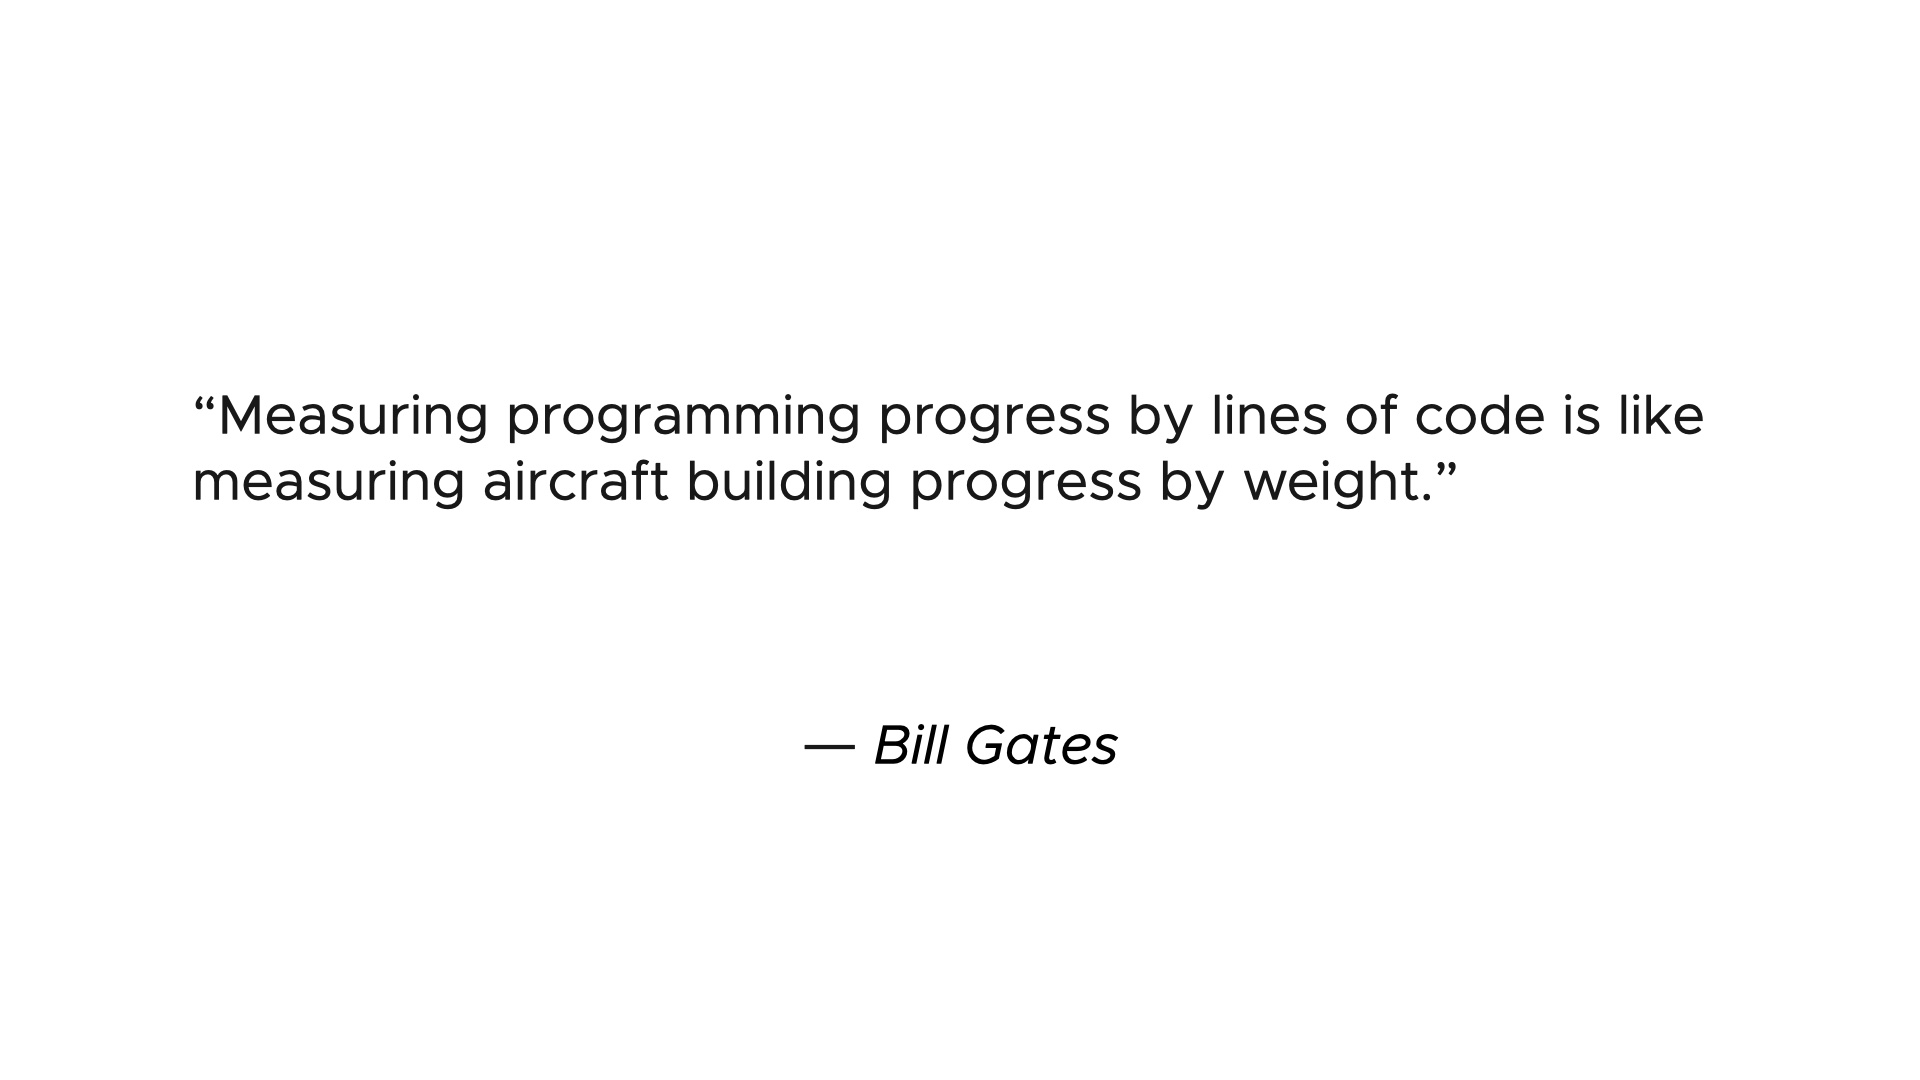 “Measuring programming progress by lines of code is like
measuring aircraft building progress by weight.”
— Bill Gates